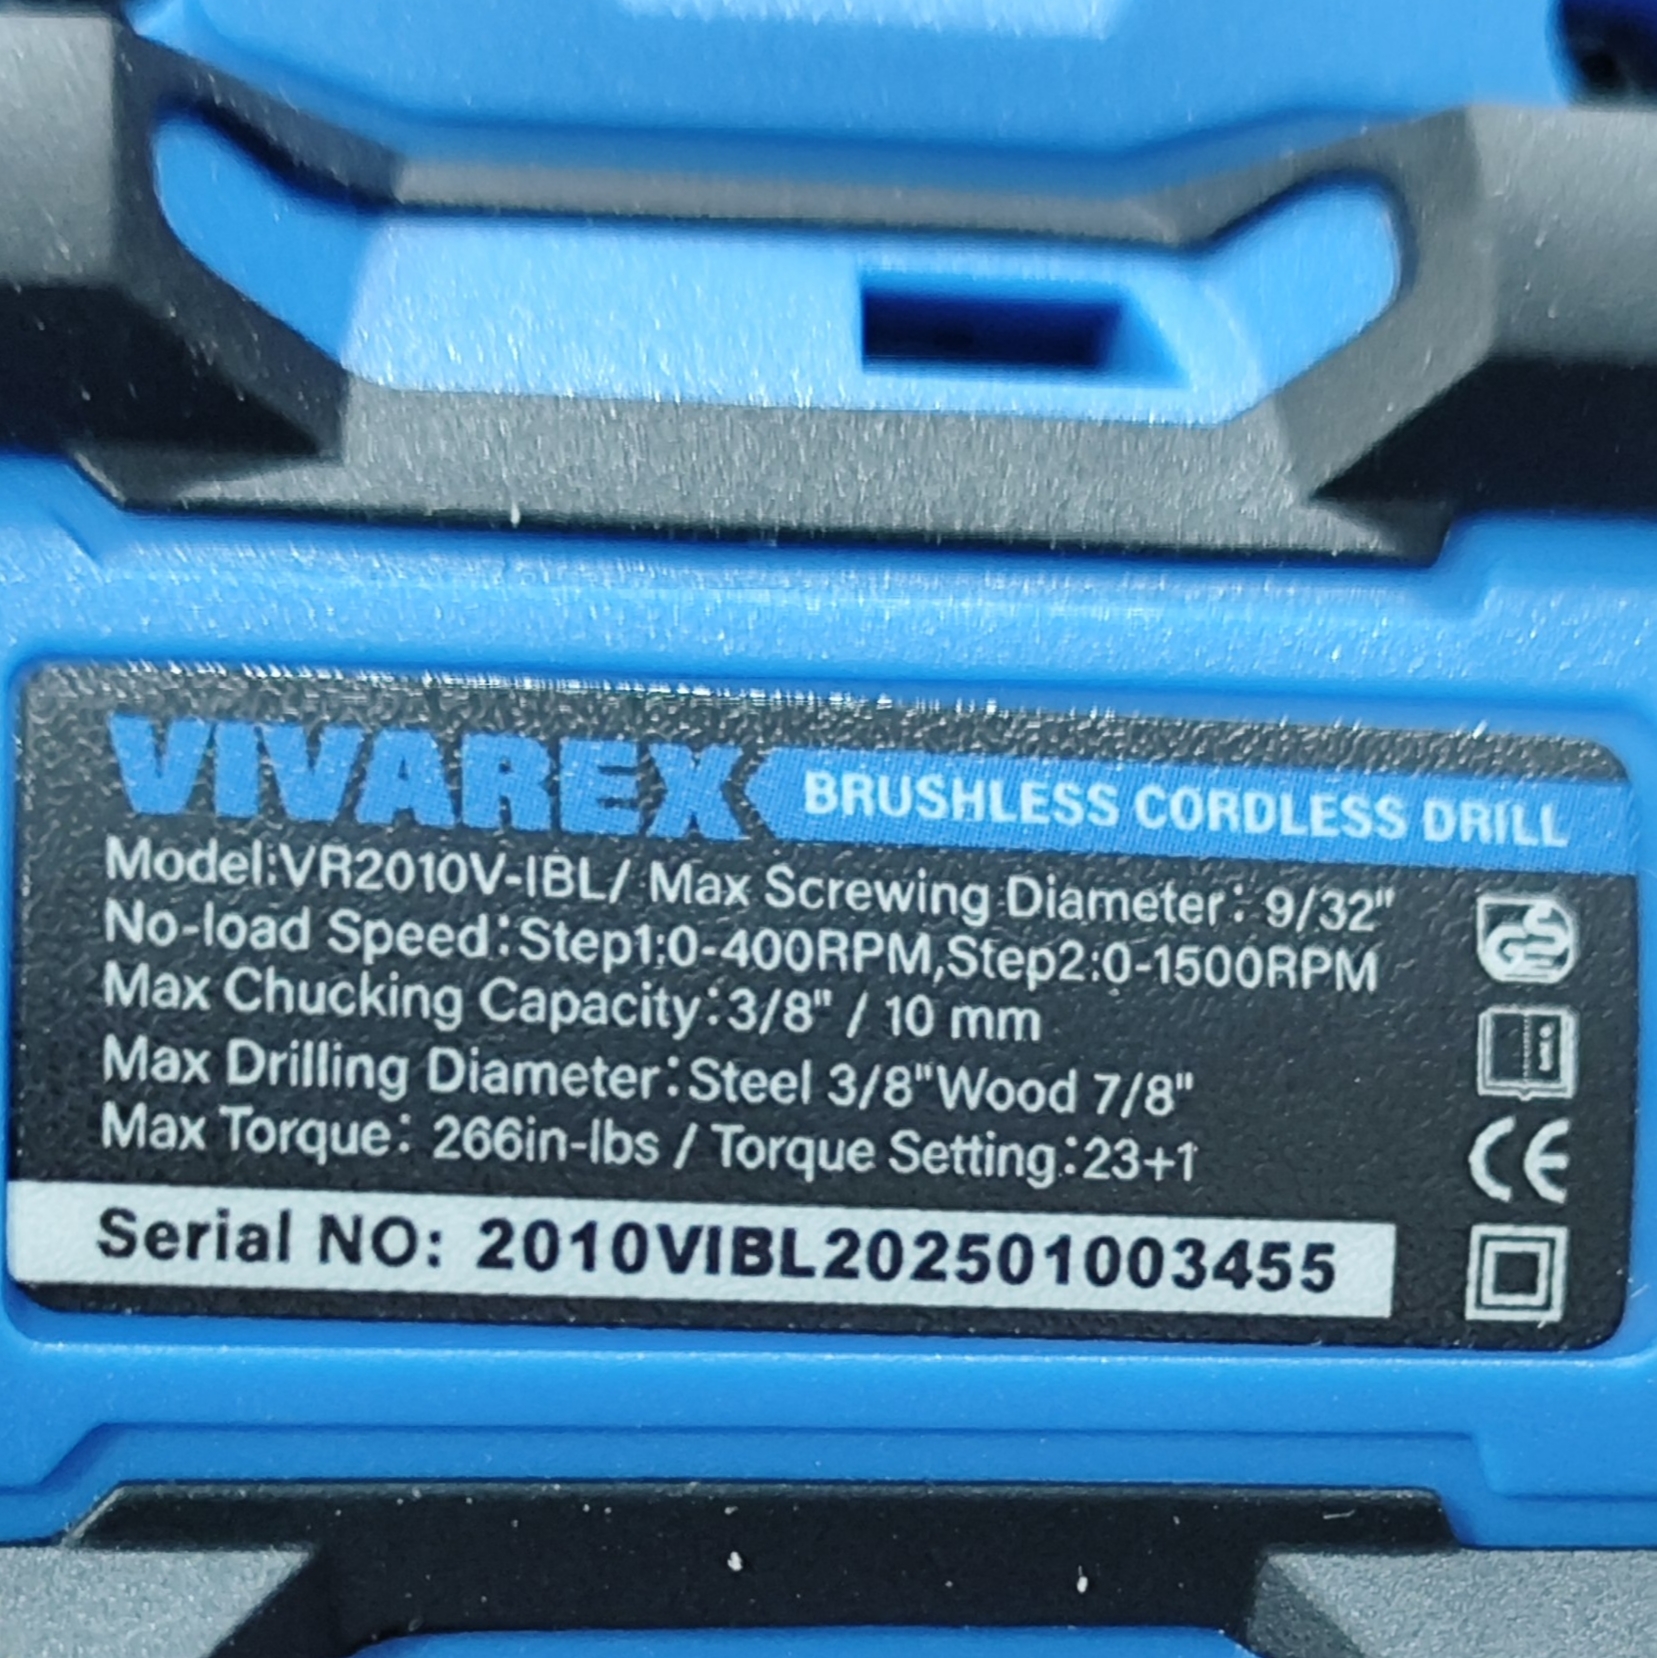 VIVAREX BRUSHLESS CORDLESS DRILL
Model:VR2010V-IBL/ Max Screwing Diameter: 9/32"
No-load Speed:Step1:0-400RPM,Step2:0-1500RPM
Max Chucking Capacity:3/8" / 10 mm
Max Drilling Diameter:Steel 3/8"Wood 7/8"
Max Torque: 266in-lbs / Torque Setting:23+1
Serial NO: 2010VIBL202501003455
GS
i
CE